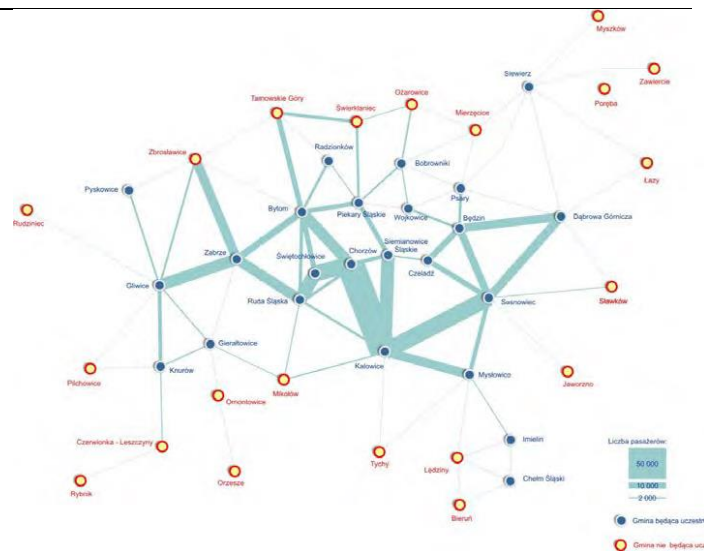 Myszków
Siewierz
Zawiercie
Poręba
Tarnowskie Góry
Świerklaniec
Ożarowice
Mierzęcice
Radzionków
Zbrosławice
Bobrowniki
Łazy
Pyskowice
Psary
Rudziniec
Bytom
Piekary Śląskie
Wojkowice
Będzin
Dąbrowa Górnicza
Zabrze
Świętochłowice
Chorzów
Siemianowice
Śląskie
Czeladź
Gliwice
Ruda Śląska
Sosnowiec
Sławków
Gierałtowice
Katowice
Pilchowice
Knurów
Mikołów
Mysłowice
Jaworzno
Ornontowice
Czerwionka - Leszczyny
Imielin
Liczba pasażerów:
Tychy
Lędziny
50 000
Rybnik
Orzesze
Chełm Śląski
10 000
2 000
Bieruń
Gmina będąca uczestn
Gmina nie będąca ucz